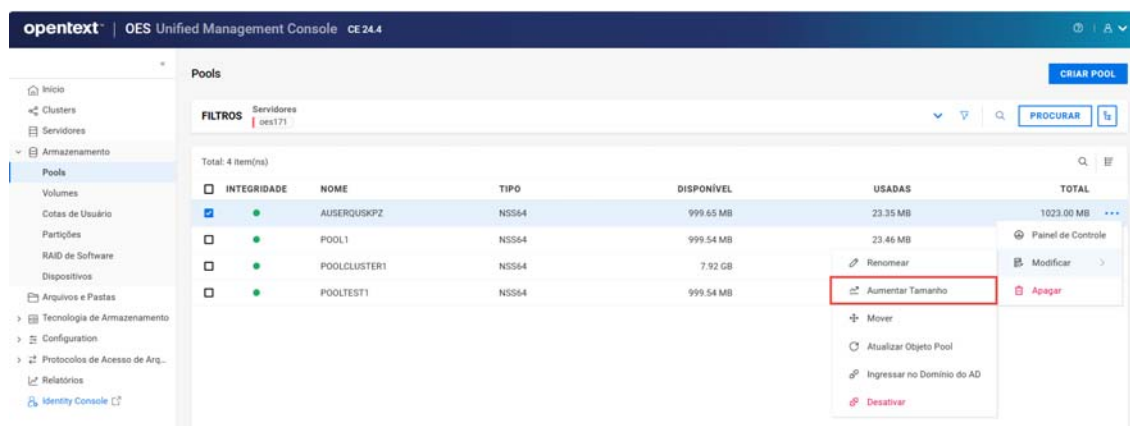 opentext™ | OES Unified Management Console CE 24.4
Início
Clusters
Servidores
Armazenamento
Pools
Volumes
Cotas de Usuário
Partições
RAID de Software
Dispositivos
Arquivos e Pastas
Tecnologia de Armazenamento
Configuration
Protocolos de Acesso de Arq...
Relatórios
Identity Console
Pools
CRIAR POOL
FILTROS Servidores
oes171
PROCURAR
Total: 4 item(ns)
INTEGRIDADE NOME TIPO DISPONÍVEL USADAS TOTAL
AUSERQUSKPZ NSS64 999.65 MB 23.35 MB 1023.00 MB
POOL1 NSS64 999.54 MB 23.46 MB
POOLCLUSTER1 NSS64 7.92 GB
POOLTEST1 NSS64 999.54 MB
Painel de Controle
Modificar
Apagar
Renomear
Aumentar Tamanho
Mover
Atualizar Objeto Pool
Ingressar no Domínio do AD
Desativar